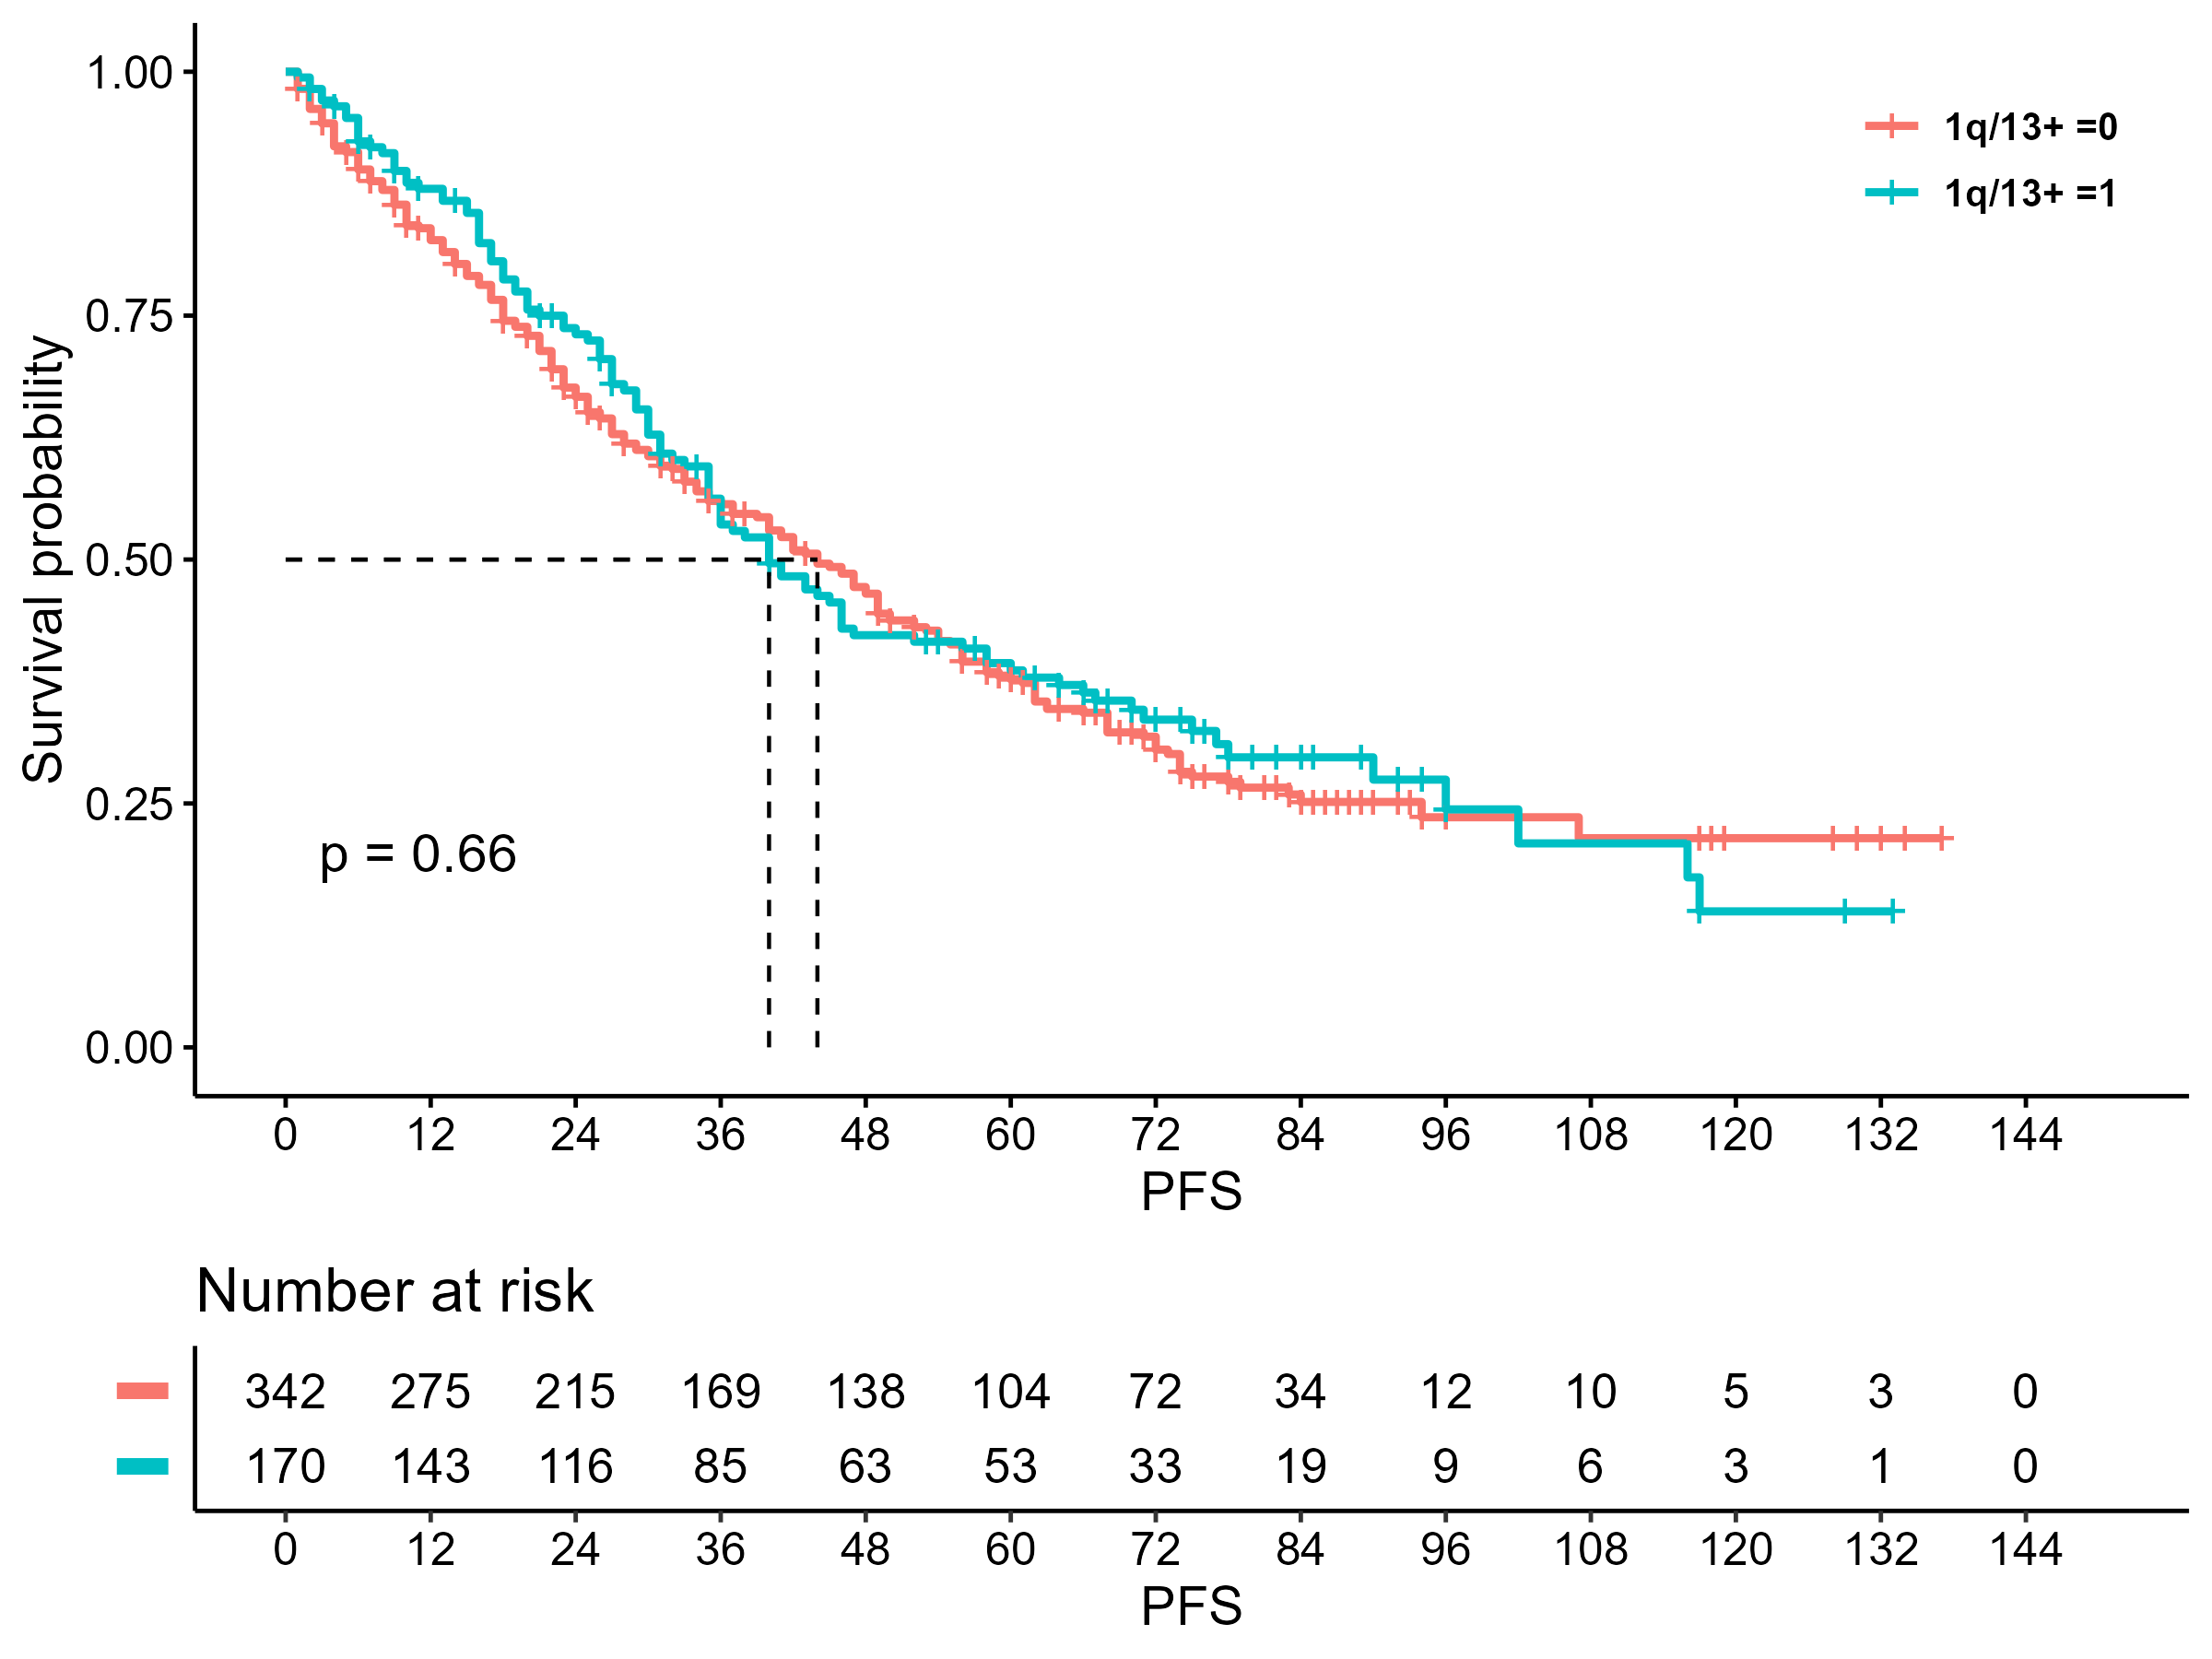 1.00
0.75
0.50
0.25
0.00
Survival probability
1q/13+ =0
1q/13+ =1
p = 0.66
0 12 24 36 48 60 72 84 96 108 120 132 144
PFS
Number at risk
342 275 215 169 138 104 72 34 12 10 5 3 0
170 143 116 85 63 53 33 19 9 6 3 1 0
0 12 24 36 48 60 72 84 96 108 120 132 144
PFS